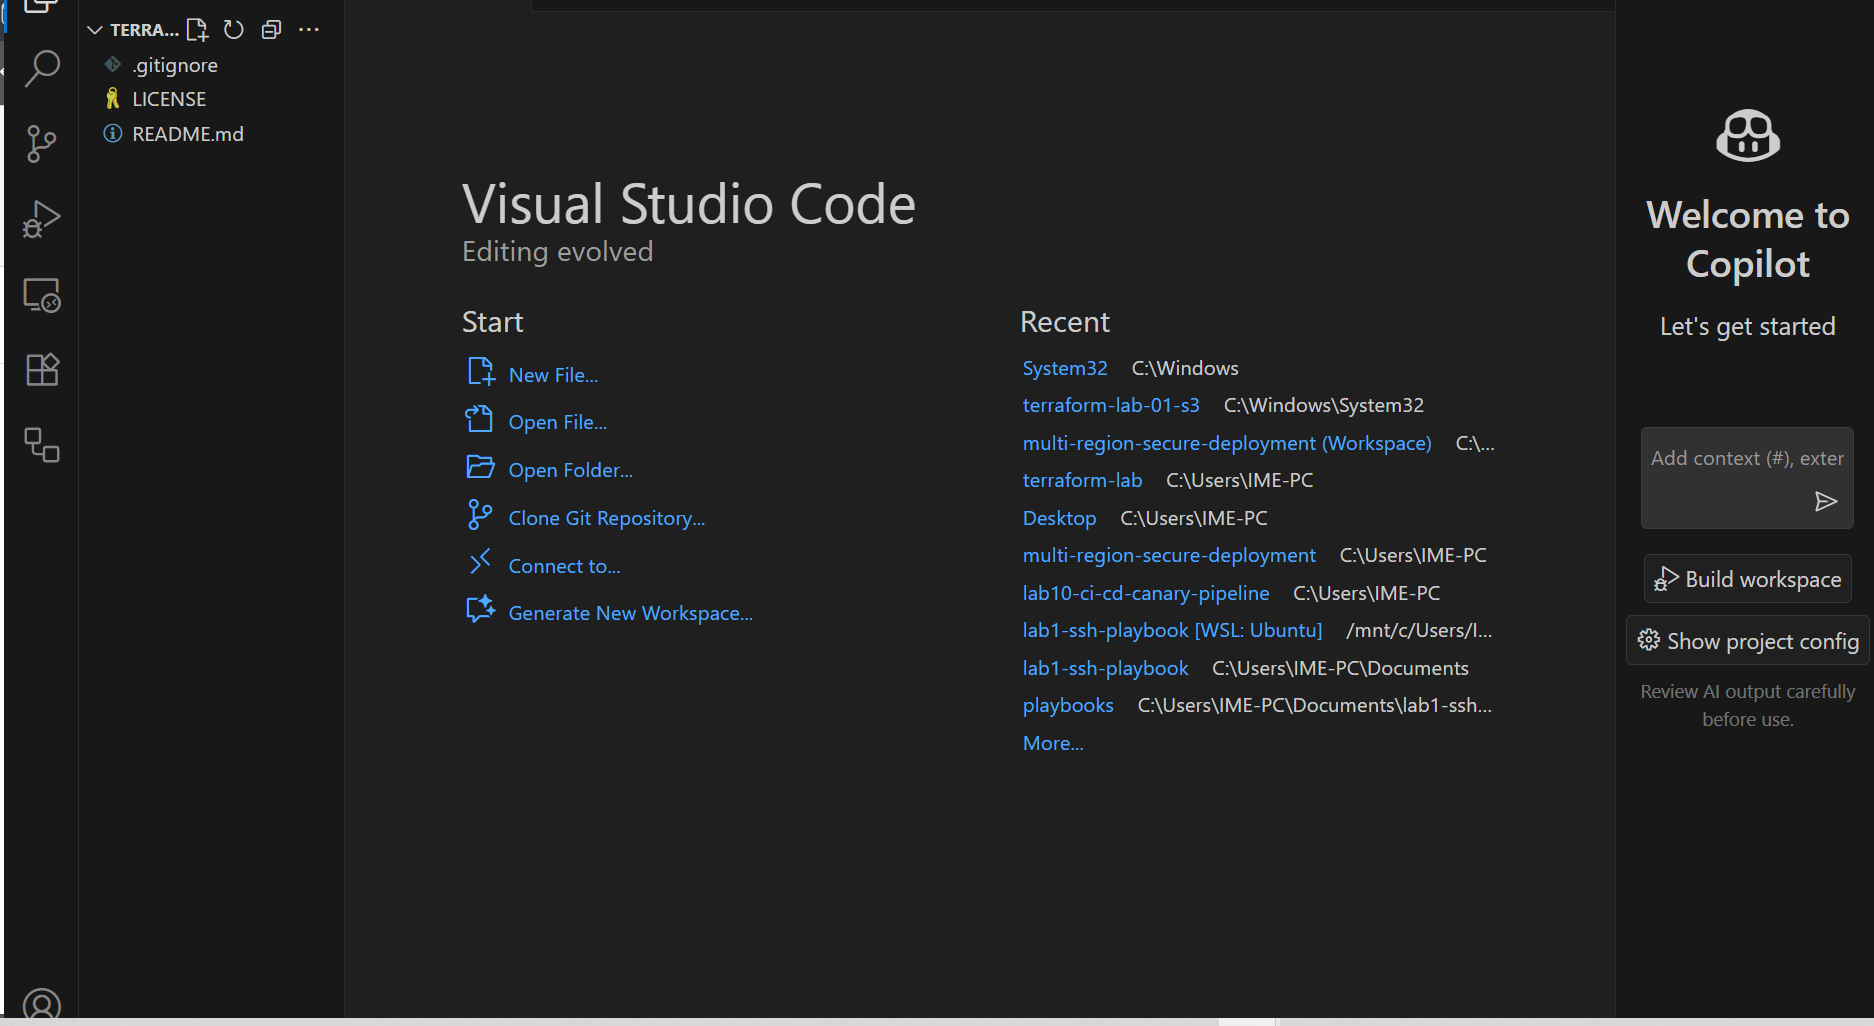 TERRA...
.gitignore
LICENSE
README.md
Visual Studio Code
Editing evolved
Start
New File...
Open File...
Open Folder...
Clone Git Repository...
Connect to...
Generate New Workspace...
Recent
System32 C:\Windows
terraform-lab-01-s3 C:\Windows\System32
multi-region-secure-deployment (Workspace) C:\...
terraform-lab C:\Users\IME-PC
Desktop C:\Users\IME-PC
multi-region-secure-deployment C:\Users\IME-PC
lab10-ci-cd-canary-pipeline C:\Users\IME-PC
lab1-ssh-playbook [WSL: Ubuntu] /mnt/c/Users/I...
lab1-ssh-playbook C:\Users\IME-PC\Documents
playbooks C:\Users\IME-PC\Documents\lab1-ssh...
More...
Welcome to
Copilot
Let's get started
Add context (#), exter
Build workspace
Show project config
Review AI output carefully
before use.